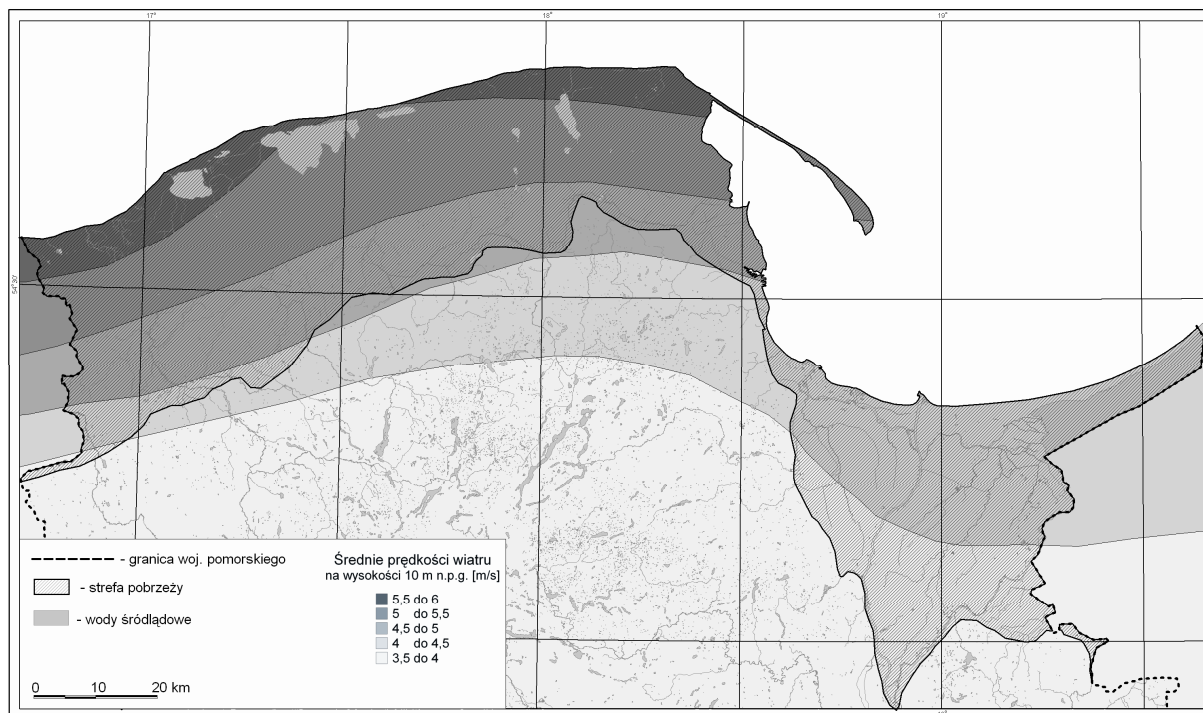 17°
18°
19°
54°30'
- granica woj. pomorskiego
- strefa pobrzeży
- wody śródlądowe
Średnie prędkości wiatru
na wysokości 10 m n.p.g. [m/s]
5,5 do 6
5 do 5,5
4,5 do 5
4 do 4,5
3,5 do 4
0 10 20 km